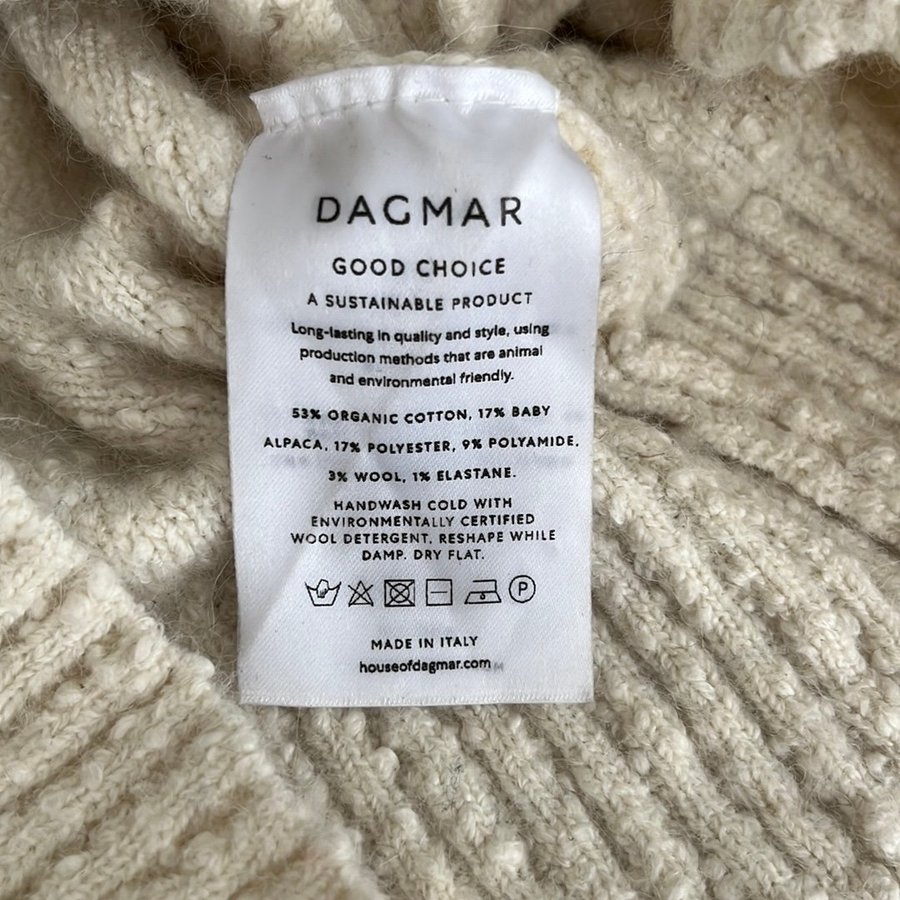 DAGMAR
GOOD CHOICE
A SUSTAINABLE PRODUCT
Long-lasting in quality and style, using
production methods that are animal
and environmental friendly.
53% ORGANIC COTTON, 17% BABY
ALPACA, 17% POLYESTER, 9% POLYAMIDE,
3% WOOL, 1% ELASTANE.
HANDWASH COLD WITH
ENVIRONMENTALLY CERTIFIED
WOOL DETERGENT, RESHAPE WHILE
DAMP. DRY FLAT.
P
MADE IN ITALY
houseofdagmar.com